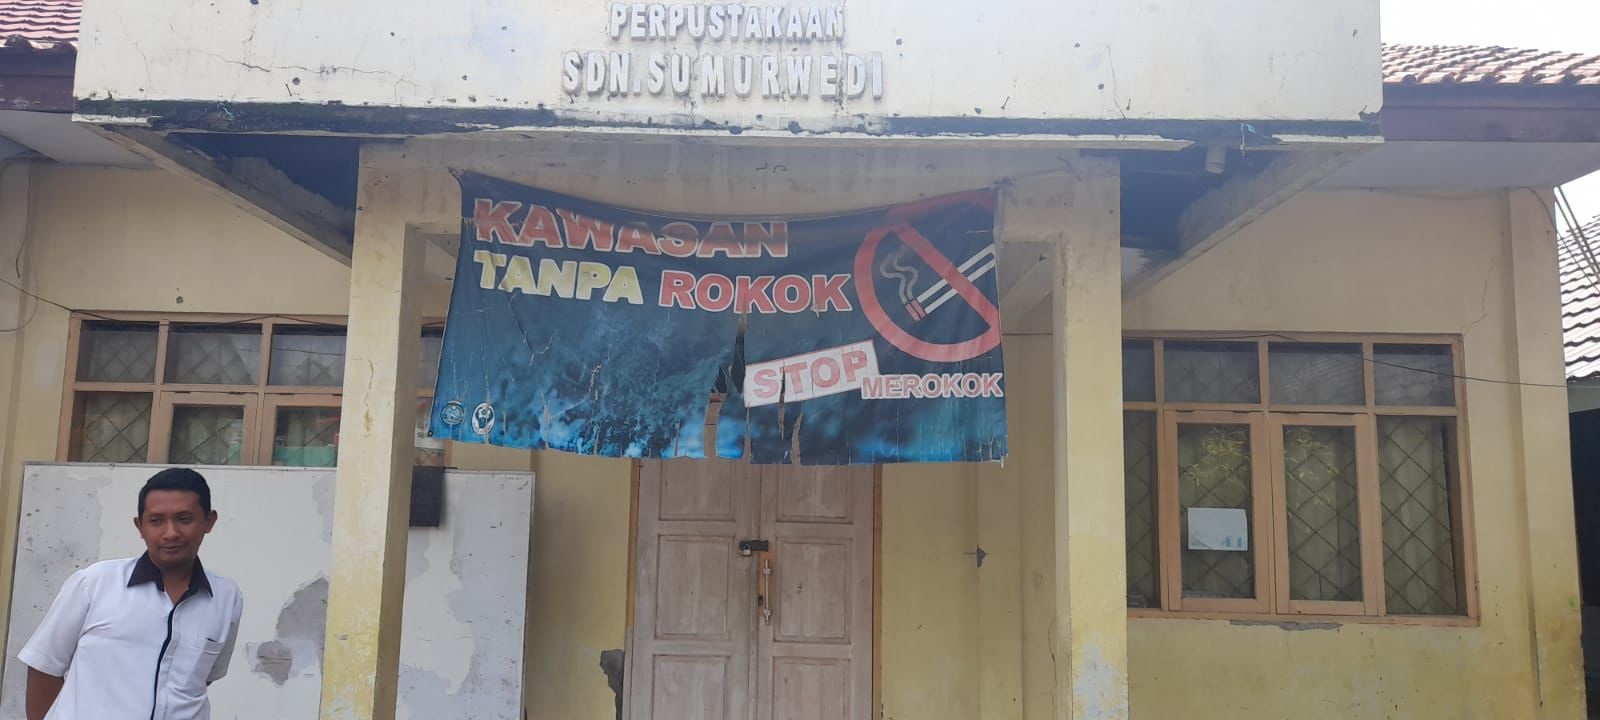 PERPUSTAKAAN
SDN.SUMURWEDI
KAWASAN
TANPA ROKOK
STOP
MEROKOK